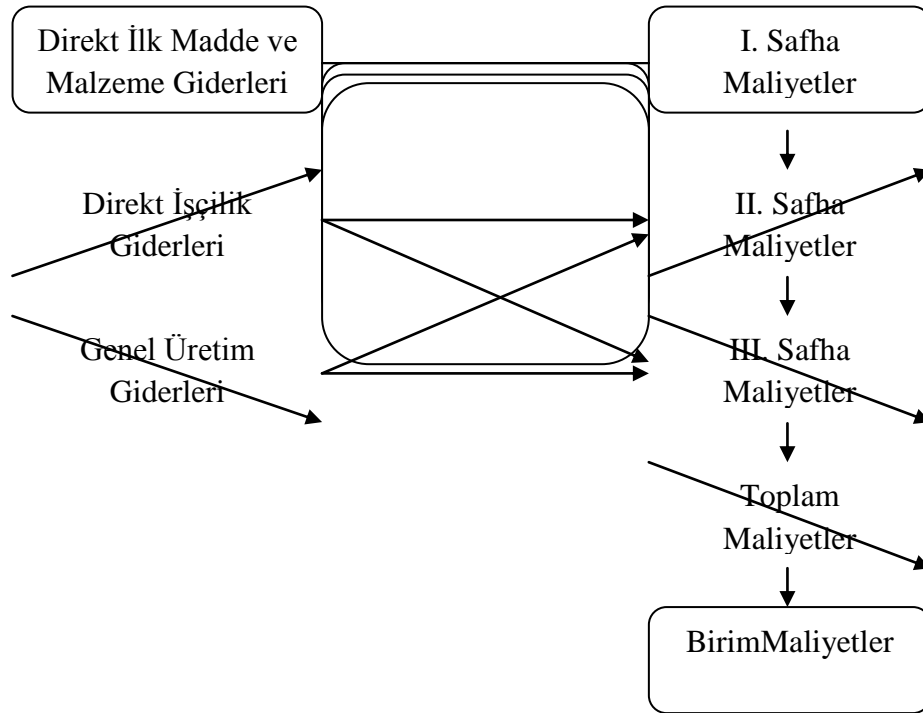 Direkt İlk Madde ve
Malzeme Giderleri
Direkt İşçilik
Giderleri
Genel Üretim
Giderleri
I. Safha
Maliyetler
II. Safha
Maliyetler
III. Safha
Maliyetler
Toplam
Maliyetler
BirimMaliyetler